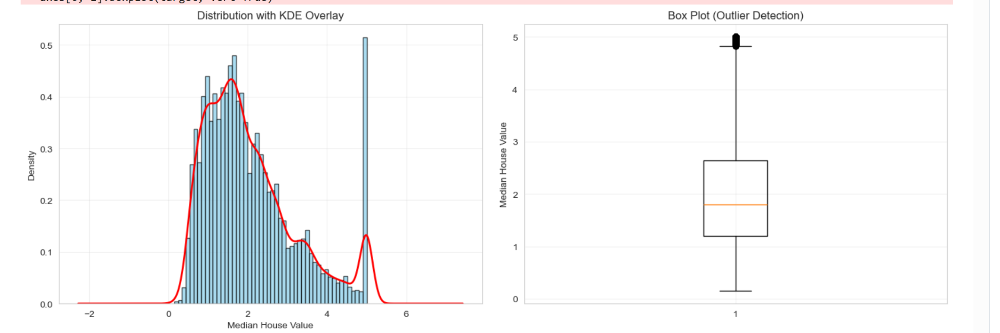 Distribution with KDE Overlay
0.5
0.4
0.3
0.2
0.1
0.0
Density
−2 0 2 4 6
Median House Value
Box Plot (Outlier Detection)
5
4
3
2
1
0
Median House Value
1